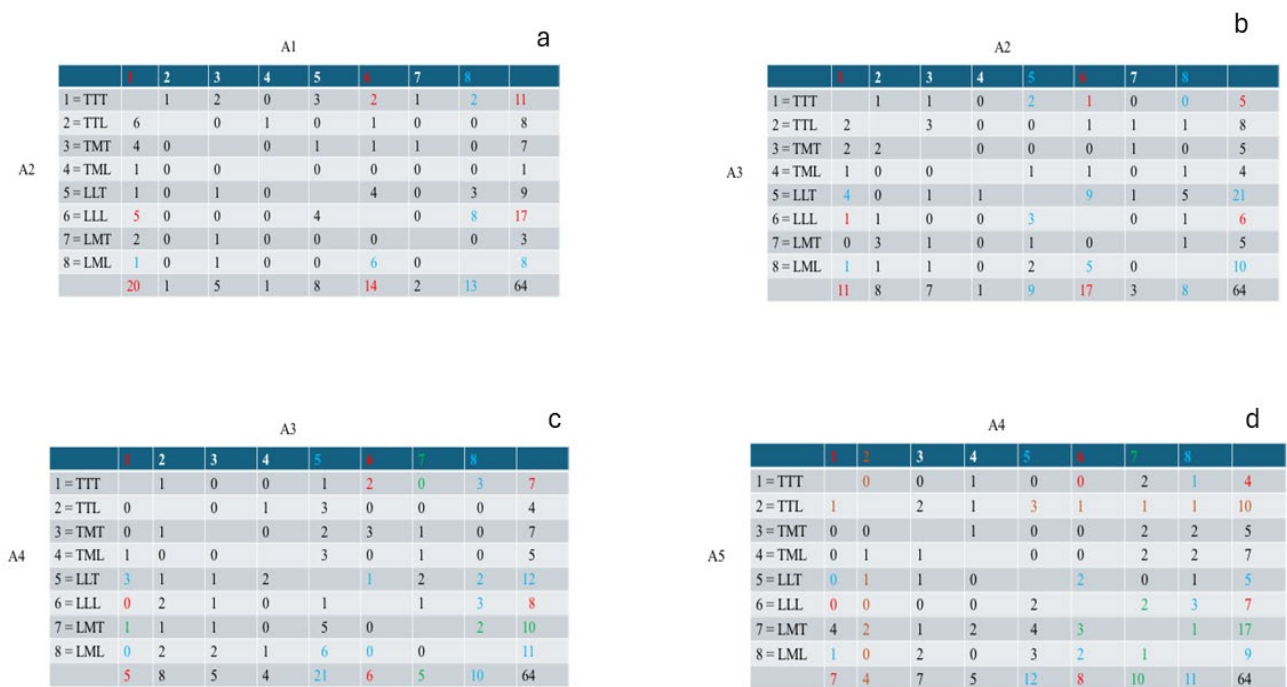 a
A1
1 2 3 4 5 6 7 8
1 = TTT 1 2 0 3 2 1 2 11
2 = TTL 6 0 1 0 1 0 0 8
3 = TMT 4 0 0 1 1 1 0 7
A2
4 = TML 1 0 0 0 0 0 0 1
5 = LLT 1 0 1 0 4 0 3 9
6 = LLL 5 0 0 0 4 0 8 17
7 = LMT 2 0 1 0 0 0 0 3
8 = LML 1 0 1 0 0 6 0 8
20 1 5 1 8 14 2 13 64
b
A2
1 2 3 4 5 6 7 8
1 = TTT 1 1 0 2 1 0 0 5
2 = TTL 2 3 0 0 1 1 1 8
3 = TMT 2 2 0 0 0 1 0 5
4 = TML 1 0 0 1 1 0 1 4
A3
5 = LLT 4 0 1 1 9 1 5 21
6 = LLL 1 1 0 0 3 0 1 6
7 = LMT 0 3 1 0 1 0 1 5
8 = LML 1 1 1 0 2 5 0 10
11 8 7 1 9 17 3 8 64
c
A3
1 2 3 4 5 6 7 8
1 = TTT 1 0 0 1 2 0 3 7
2 = TTL 0 0 1 3 0 0 0 4
3 = TMT 0 1 0 2 3 1 0 7
A4
4 = TML 1 0 0 3 0 1 0 5
5 = LLT 3 1 1 2 1 2 2 12
6 = LLL 0 2 1 0 1 1 3 8
7 = LMT 1 1 1 0 5 0 2 10
8 = LML 0 2 2 1 6 0 0 11
5 8 5 4 21 6 5 10 64
d
A4
1 2 3 4 5 6 7 8
1 = TTT 0 0 1 0 0 2 1 4
2 = TTL 1 2 1 3 1 1 1 10
3 = TMT 0 0 1 0 0 2 2 5
A5
4 = TML 0 1 1 0 0 2 2 7
5 = LLT 0 1 1 0 2 0 1 5
6 = LLL 0 0 0 0 2 2 3 7
7 = LMT 4 2 1 2 4 3 1 17
8 = LML 1 0 2 0 3 2 1 9
7 4 7 5 12 8 10 11 64